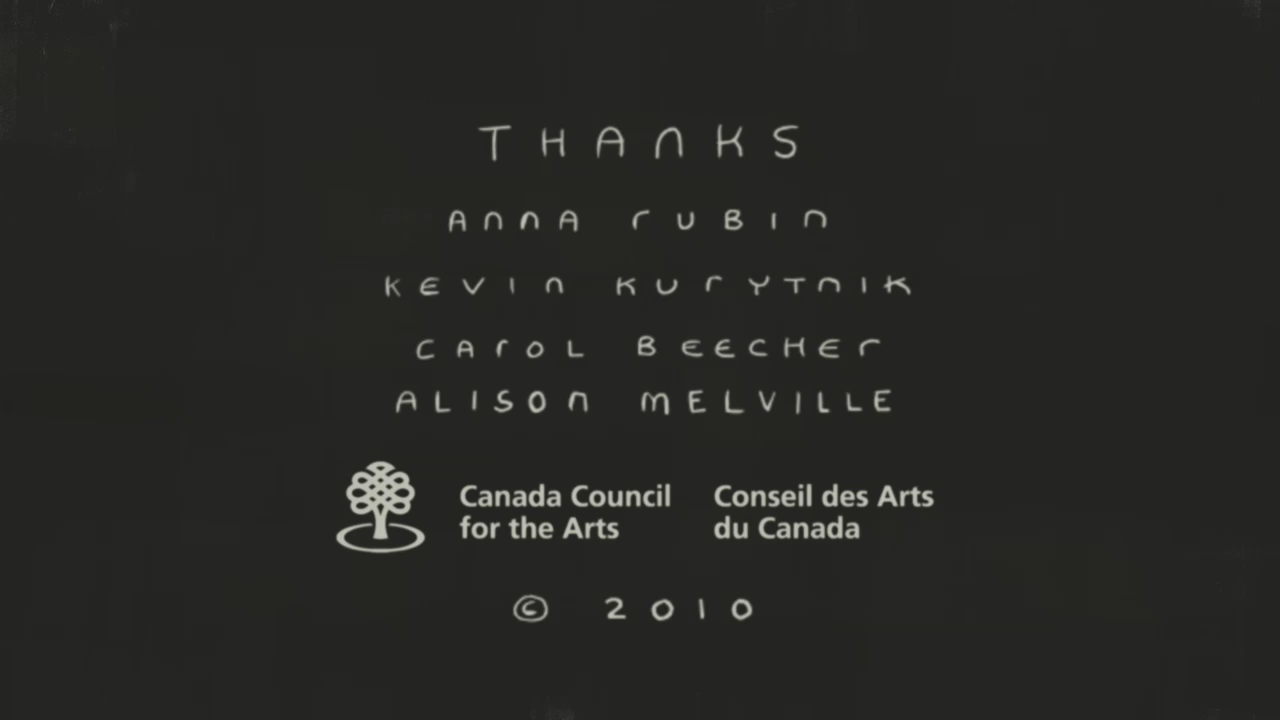 THANKS
ANNA RUBIN
KEVIN KURYTNIK
CAROL BEECHER
ALISON MELVILLE
Canada Council for the Arts
Conseil des Arts du Canada
© 2010